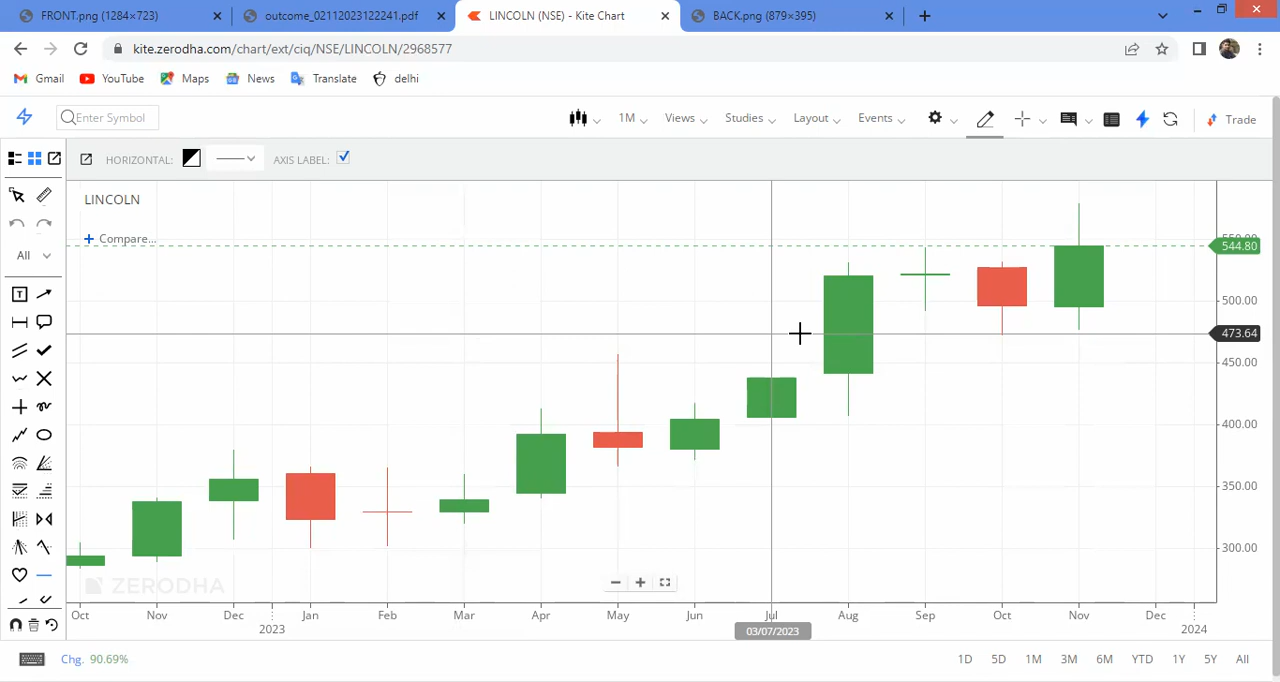 FRONT.png (1284×723)
outcome_02112023122241.pdf
LINCOLN (NSE) - Kite Chart
BACK.png (879×395)
kite.zerodha.com/chart/ext/ciq/NSE/LINCOLN/2968577
Gmail
YouTube
Maps
News
Translate
delhi
Enter Symbol
1M
Views
Studies
Layout
Events
Trade
HORIZONTAL:
AXIS LABEL:
LINCOLN
Compare...
All
T
550.00
544.80
500.00
473.64
450.00
400.00
350.00
300.00
ZERODHA
Oct
Nov
Dec
Jan
Feb
Mar
Apr
May
Jun
Jul
Aug
Sep
Oct
Nov
Dec
2023
03/07/2023
2024
Chg. 90.69%
1D
5D
1M
3M
6M
YTD
1Y
5Y
All